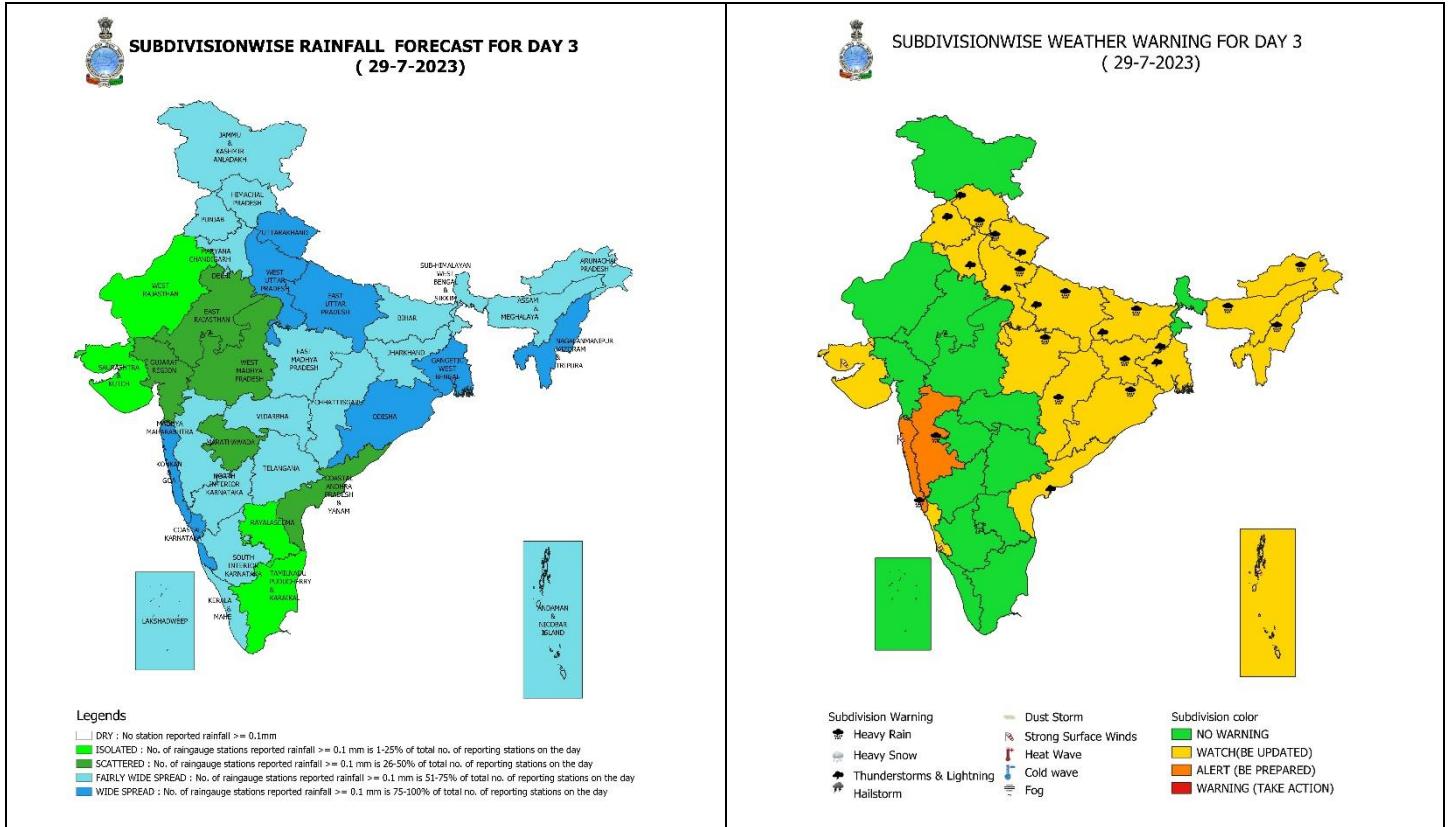 SUBDIVISIONWISE RAINFALL FORECAST FOR DAY 3
( 29-7-2023)
JAMMU
&
KASHMIR
ANLADAKH
HIMACHAL
PRADESH
PUNJAB
UTTARAKHAND
HARYANA
CHANDIGARH
DELHI
WEST
UTTAR
PRADESH
WEST
RAJASTHAN
EAST
UTTAR
PRADESH
SUB-HIMALAYAN
WEST
BENGAL
&
SIKKIM
ARUNACHAL
PRADESH
ASSAM
&
MEGHALAYA
EAST
RAJASTHAN
BIHAR
NAGALANMANIPUR
MIZORAM
&
TRIPURA
SAURASHTRA
&
KUTCH
GUJARAT
REGION
WEST
MADHYA
PRADESH
EAST
MADHYA
PRADESH
JHARKHAND
GANGETIC
WEST
BENGAL
CHHATTISGARH
ODISHA
VIDARBHA
MADHYA
MAHARASHTRA
MARATHAWADA
KONKAN
&
GOA
TELANGANA
NORTH
INTERIOR
KARNATAKA
COASTAL
ANDHRA
PRADESH
&
YANAM
RAYALASEEMA
COASTAL
KARNATAKA
SOUTH
INTERIOR
KARNATAKA
TAMILNADU
PUDUCHERRY
&
KARAIKAL
KERALA
&
MAHE
LAKSHADWEEP
ANDAMAN
&
NICOBAR
ISLAND
Legends
DRY : No station reported rainfall >= 0.1mm
ISOLATED : No. of raingauge stations reported rainfall >= 0.1 mm is 1-25% of total no. of reporting stations on the day
SCATTERED : No. of raingauge stations reported rainfall >= 0.1 mm is 26-50% of total no. of reporting stations on the day
FAIRLY WIDE SPREAD : No. of raingauge stations reported rainfall >= 0.1 mm is 51-75% of total no. of reporting stations on the day
WIDE SPREAD : No. of raingauge stations reported rainfall >= 0.1 mm is 75-100% of total no. of reporting stations on the day
SUBDIVISIONWISE WEATHER WARNING FOR DAY 3
( 29-7-2023)
Subdivision Warning
Heavy Rain
Heavy Snow
Thunderstorms & Lightning
Hailstorm
Dust Storm
Strong Surface Winds
Heat Wave
Cold wave
Fog
Subdivision color
NO WARNING
WATCH(BE UPDATED)
ALERT (BE PREPARED)
WARNING (TAKE ACTION)